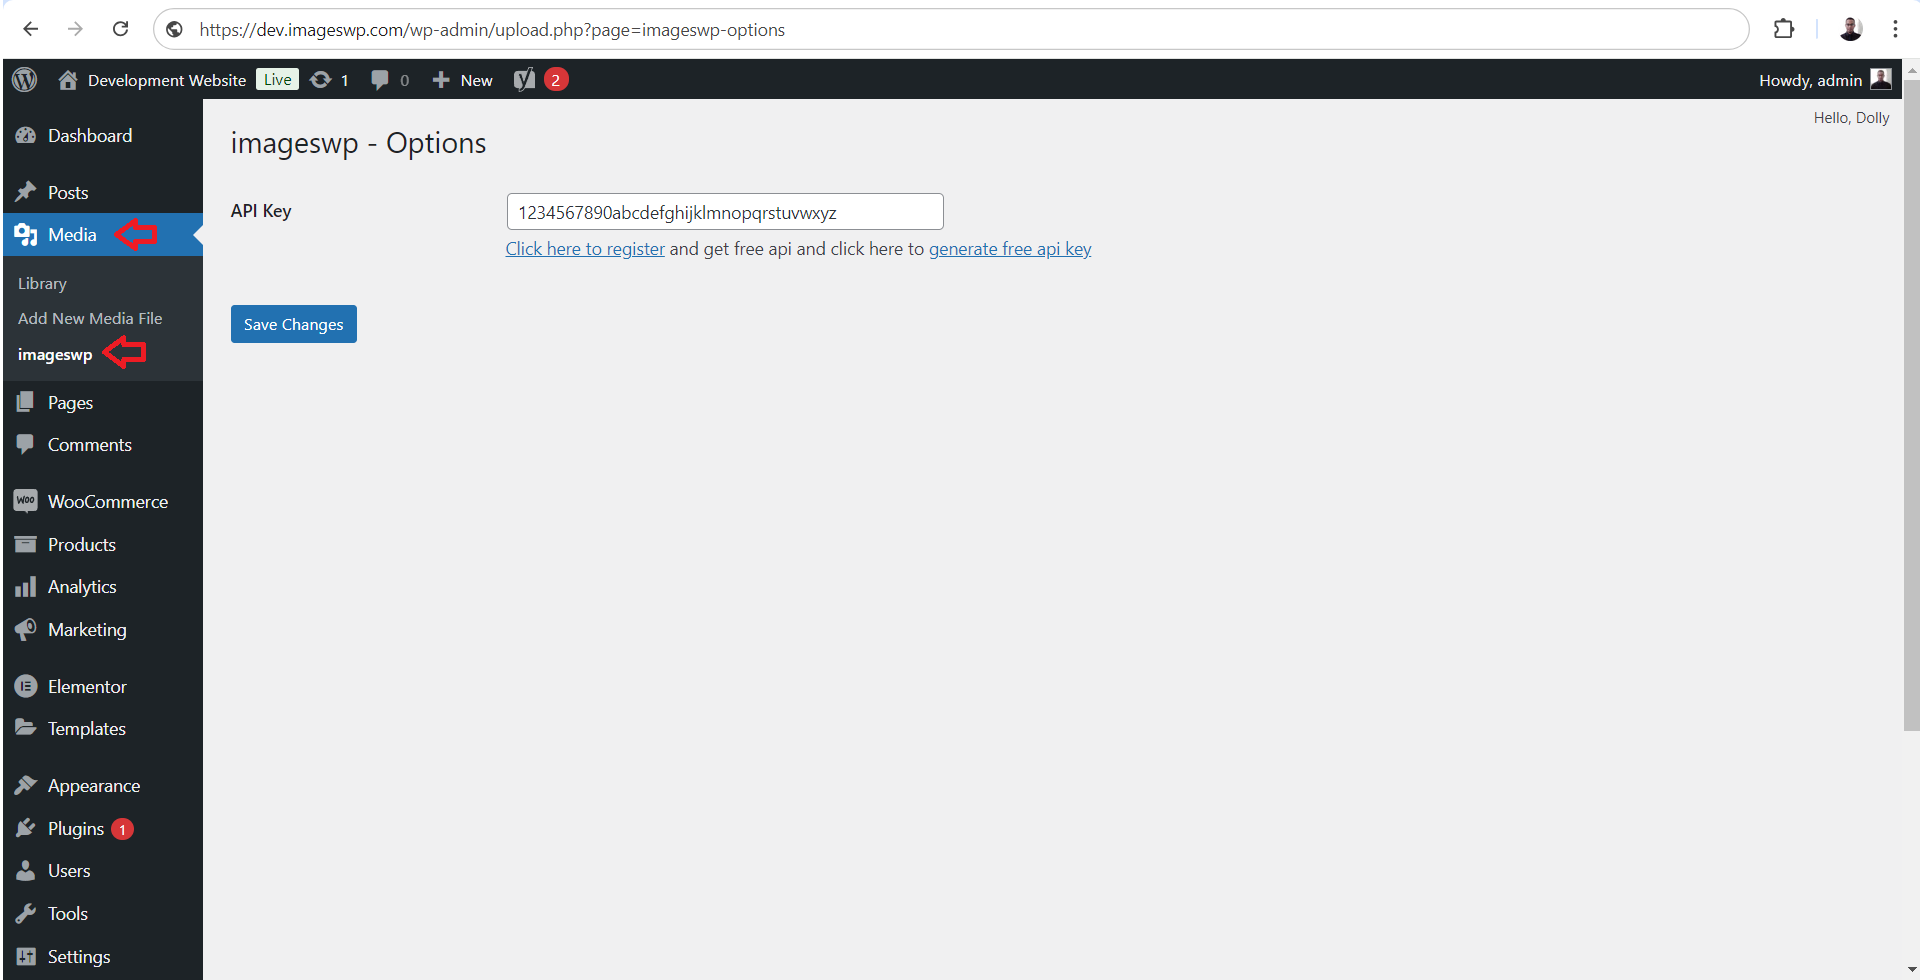 https://dev.imageswp.com/wp-admin/upload.php?page=imageswp-options
Development Website Live 1 0 New 2 Howdy, admin
Hello, Dolly
Dashboard
Posts
Media
Library
Add New Media File
imageswp
Pages
Comments
WooCommerce
Products
Analytics
Marketing
Elementor
Templates
Appearance
Plugins 1
Users
Tools
Settings
imageswp - Options
API Key
1234567890abcdefghijklmnopqrstuvwxyz
Click here to register and get free api and click here to generate free api key
Save Changes